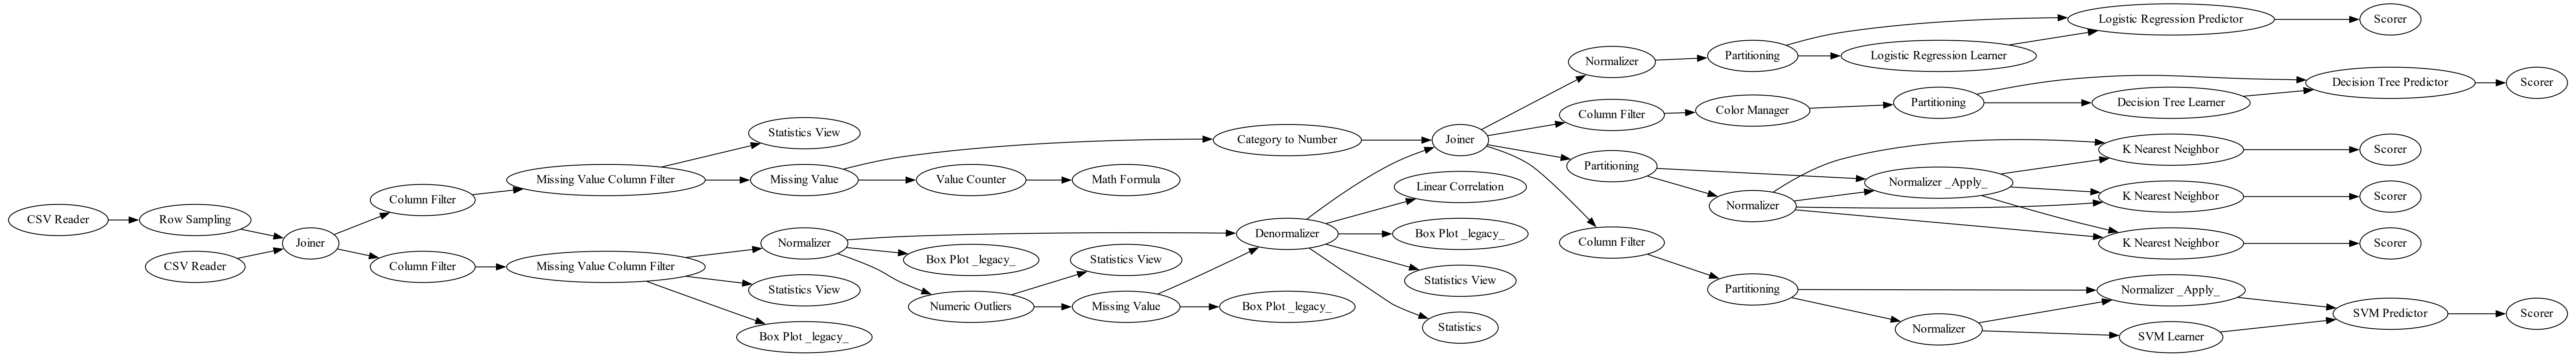 Logistic Regression Predictor
Scorer
Normalizer
Partitioning
Logistic Regression Learner
Decision Tree Predictor
Scorer
Column Filter
Color Manager
Partitioning
Decision Tree Learner
Statistics View
Category to Number
Joiner
K Nearest Neighbor
Scorer
Partitioning
Missing Value Column Filter
Missing Value
Value Counter
Math Formula
Linear Correlation
Normalizer _Apply_
K Nearest Neighbor
Scorer
Column Filter
Normalizer
CSV Reader
Row Sampling
Joiner
Denormalizer
Box Plot _legacy_
Column Filter
K Nearest Neighbor
Scorer
Normalizer
Box Plot _legacy_
Statistics View
CSV Reader
Column Filter
Missing Value Column Filter
Statistics View
Statistics View
Partitioning
Normalizer _Apply_
Numeric Outliers
Missing Value
Box Plot _legacy_
Statistics
Box Plot _legacy_
Normalizer
SVM Learner
SVM Predictor
Scorer